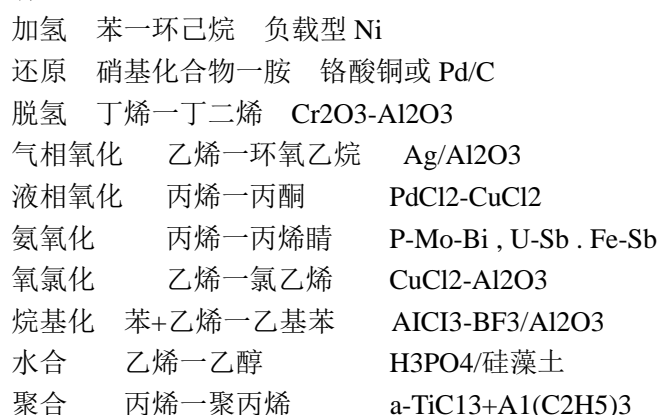 加氢 苯一环己烷 负载型 Ni
还原 硝基化合物一胺 铬酸铜或 Pd/C
脱氢 丁烯一丁二烯 Cr2O3-Al2O3
气相氧化 乙烯一环氧乙烷 Ag/Al2O3
液相氧化 丙烯一丙酮 PdCl2-CuCl2
氨氧化 丙烯一丙烯睛 P-Mo-Bi , U-Sb . Fe-Sb
氧氯化 乙烯一氯乙烯 CuCl2-Al2O3
烷基化 苯+乙烯一乙基苯 AICI3-BF3/Al2O3
水合 乙烯一乙醇 H3PO4/硅藻土
聚合 丙烯一聚丙烯 a-TiC13+A1(C2H5)3